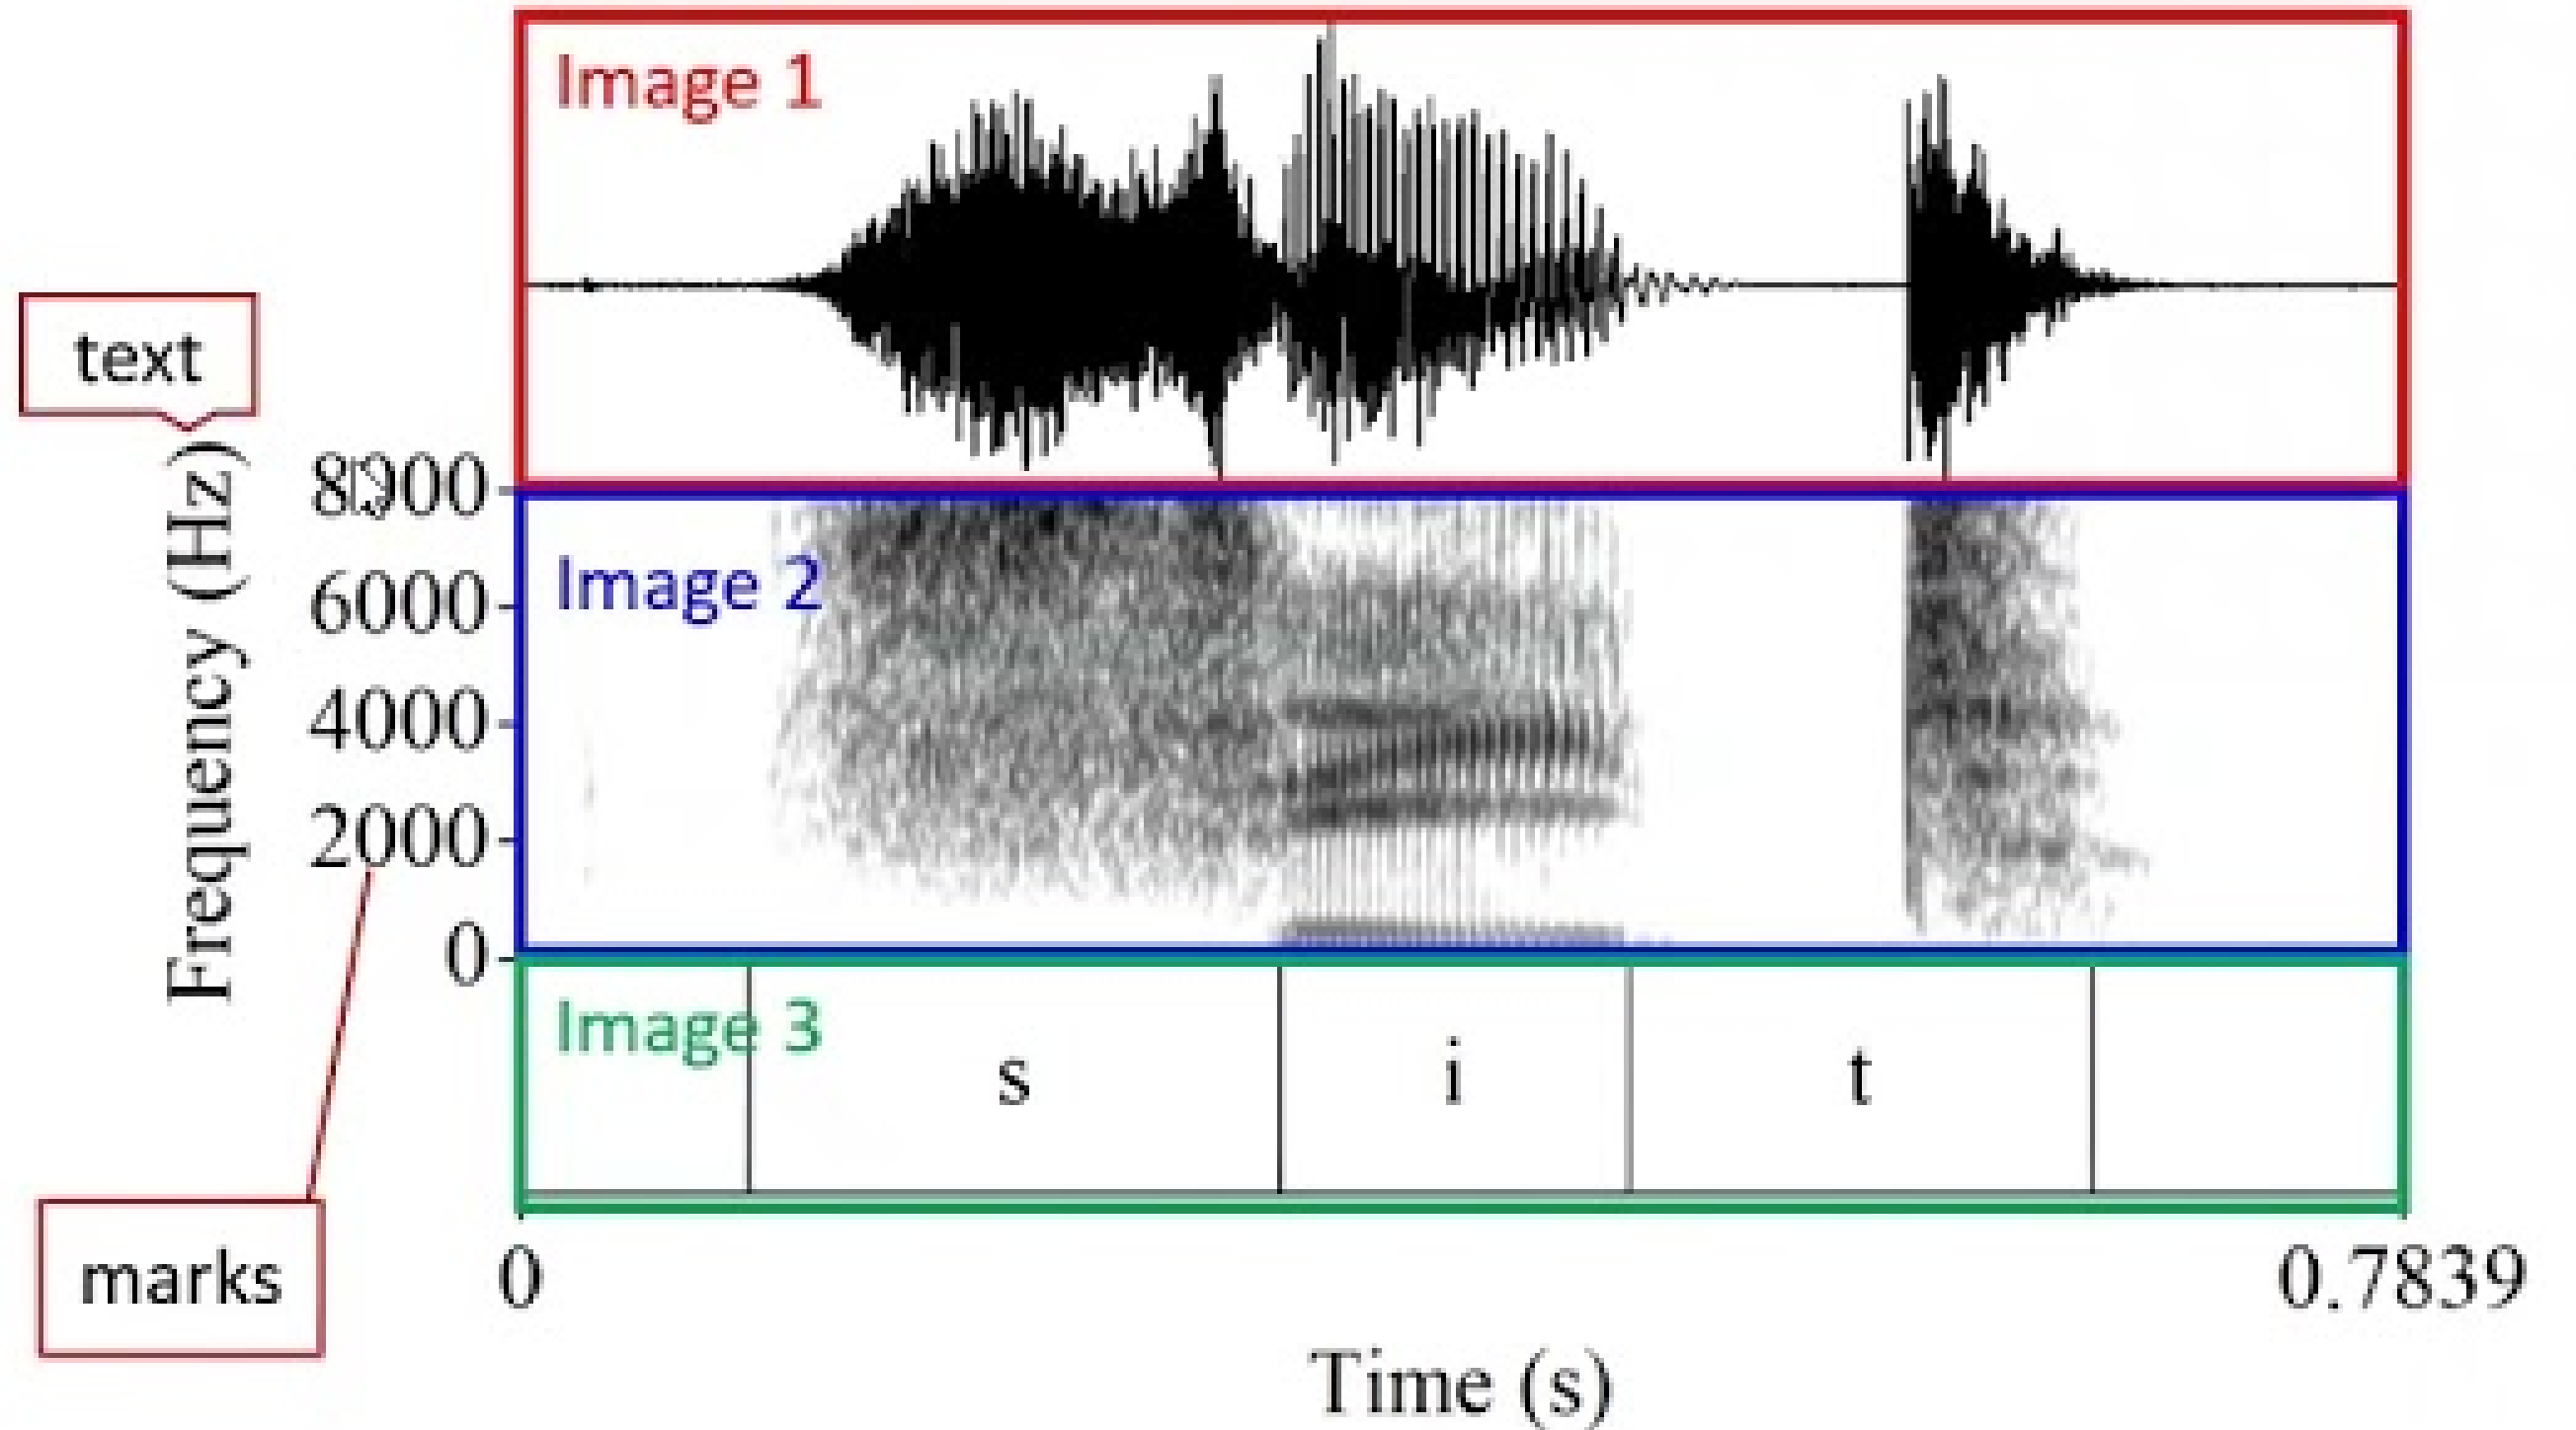 Image 1
text
Frequency (Hz)
8000
Image 2
6000
4000
2000
0
Image 3
s
i
t
marks
0
0.7839
Time (s)